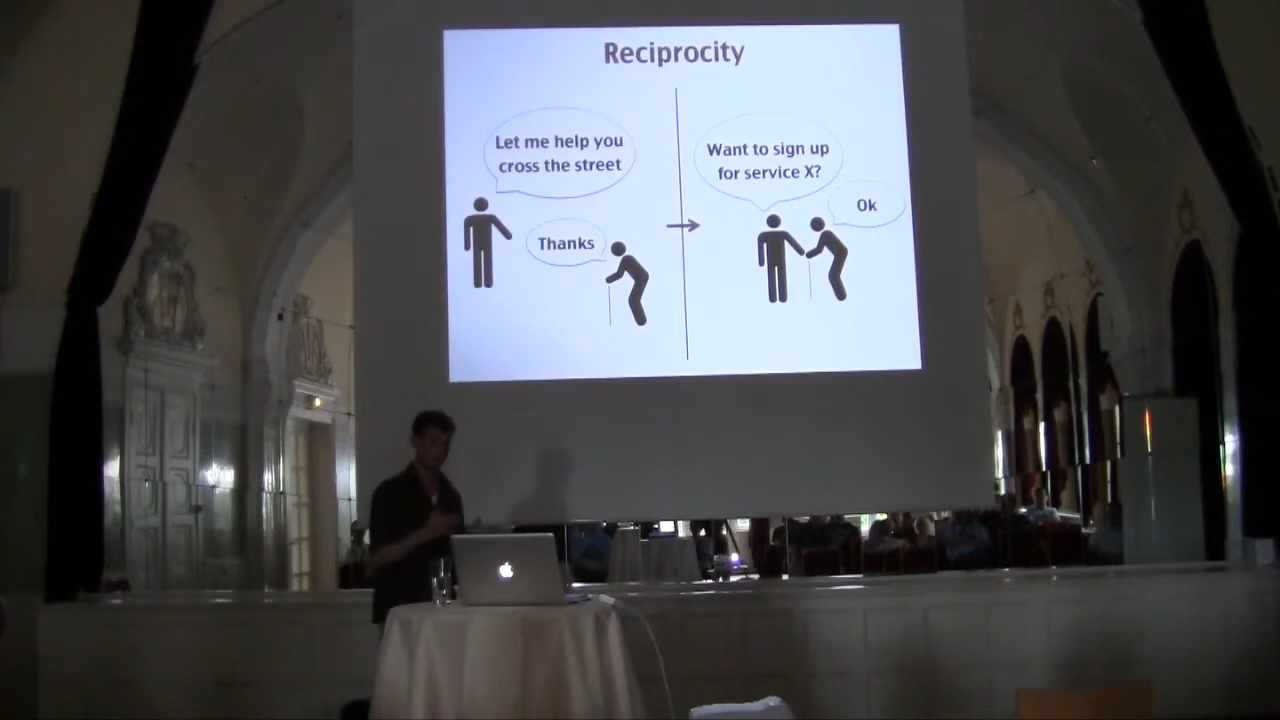 Reciprocity
Let me help you
cross the street
Thanks
Want to sign up
for service X?
Ok